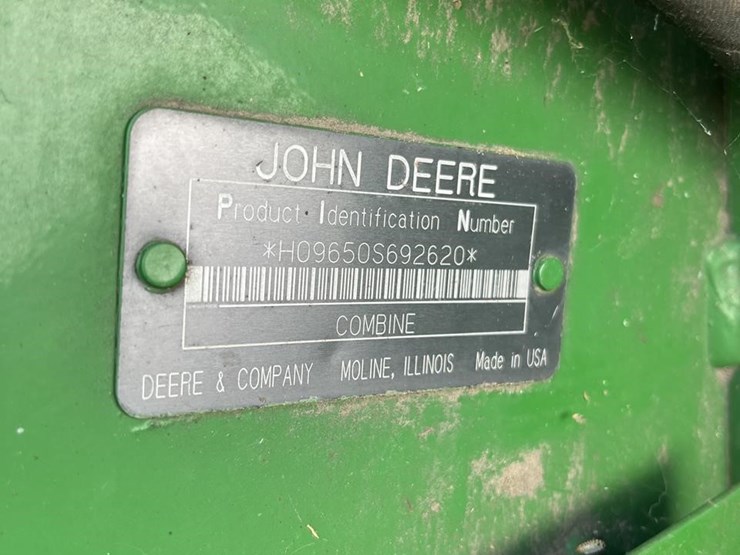 JOHN DEERE
Product Identification Number
*H09650S692620*
COMBINE
DEERE & COMPANY MOLINE, ILLINOIS Made in USA